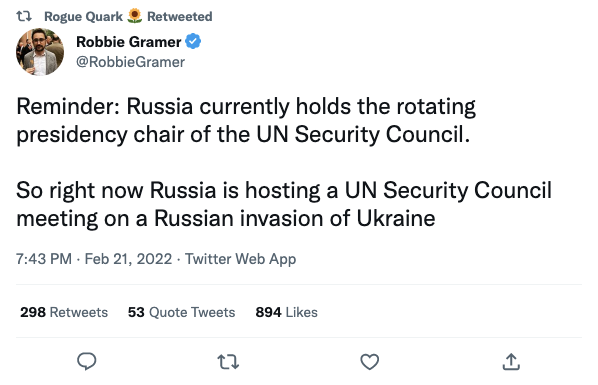 Rogue Quark 🌻 Retweeted
Robbie Gramer
@RobbieGramer
Reminder: Russia currently holds the rotating
presidency chair of the UN Security Council.
So right now Russia is hosting a UN Security Council
meeting on a Russian invasion of Ukraine
7:43 PM · Feb 21, 2022 · Twitter Web App
298 Retweets 53 Quote Tweets 894 Likes